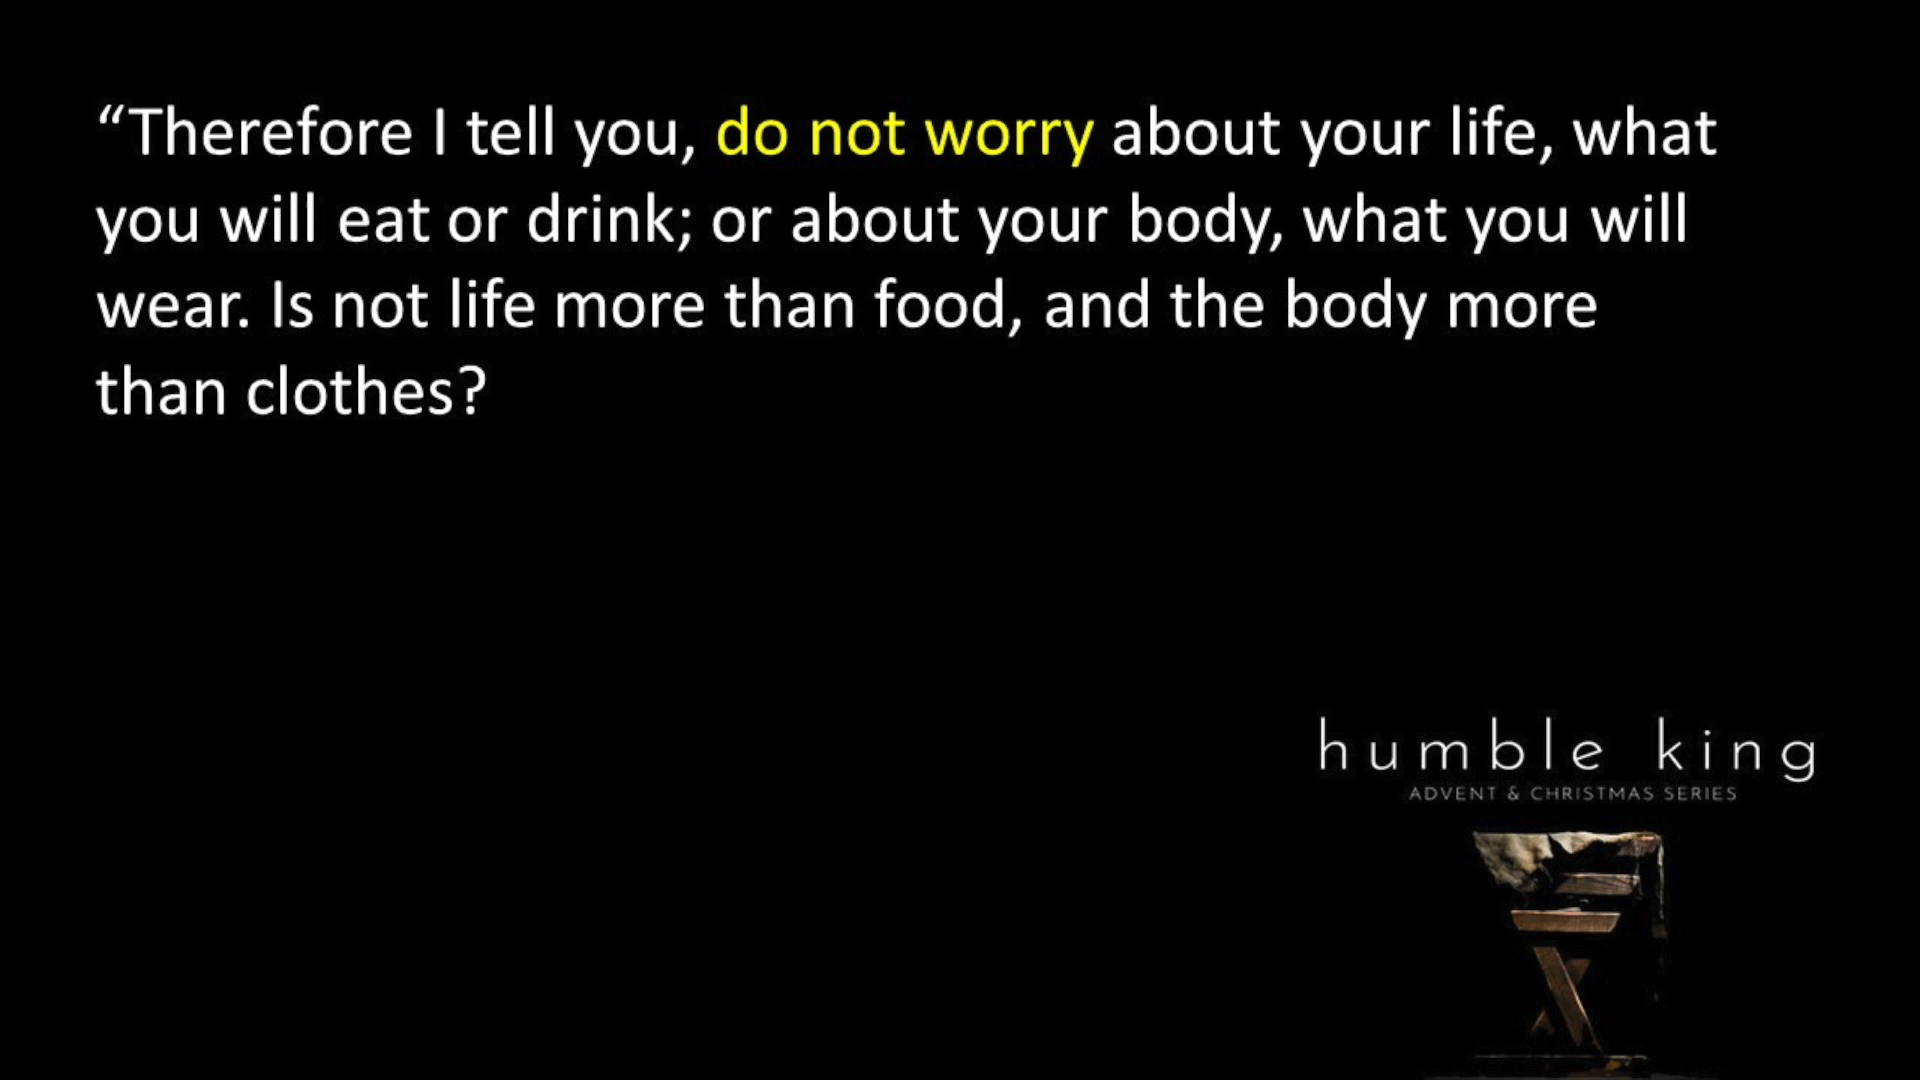 “Therefore I tell you, do not worry about your life, what
you will eat or drink; or about your body, what you will
wear. Is not life more than food, and the body more
than clothes?
humble king
ADVENT & CHRISTMAS SERIES